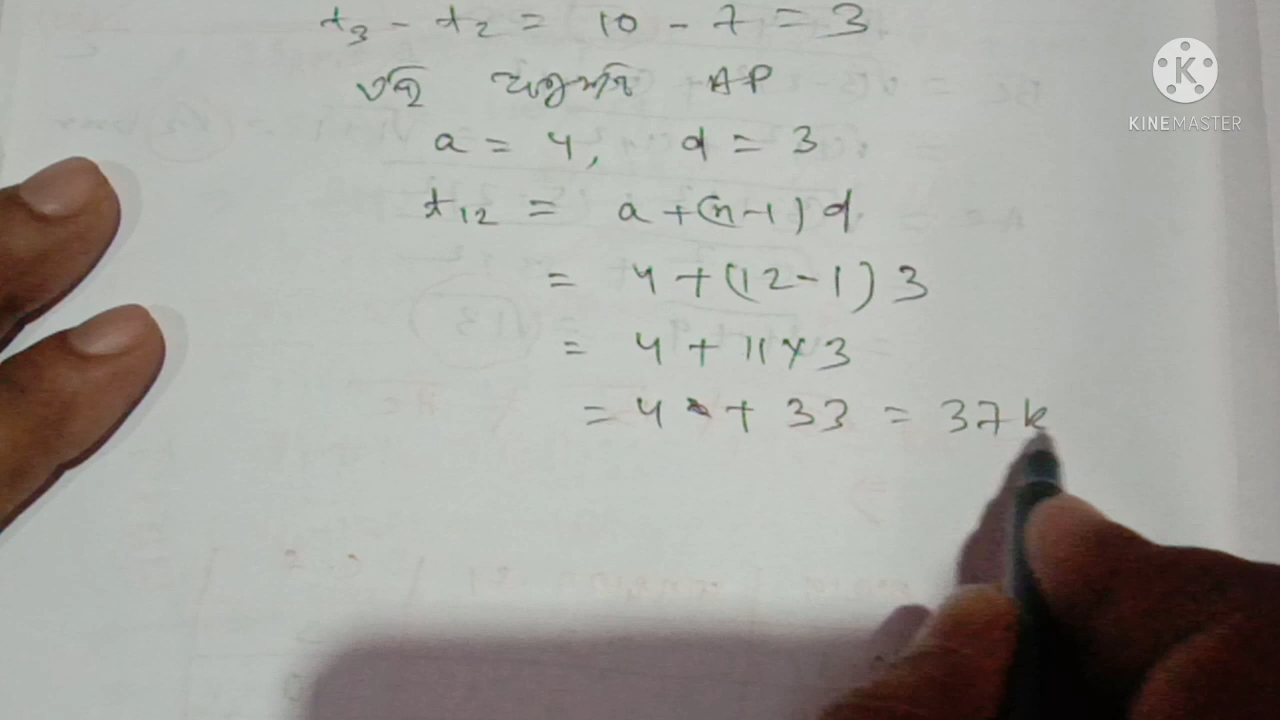 t₃ - t₂ = 10 - 7 = 3
AP
a = 4, d = 3
t₁₂ = a + (n-1) d
= 4 + (12-1) 3
= 4 + 11 x 3
= 4 + 33 = 37 k
KINEMASTER